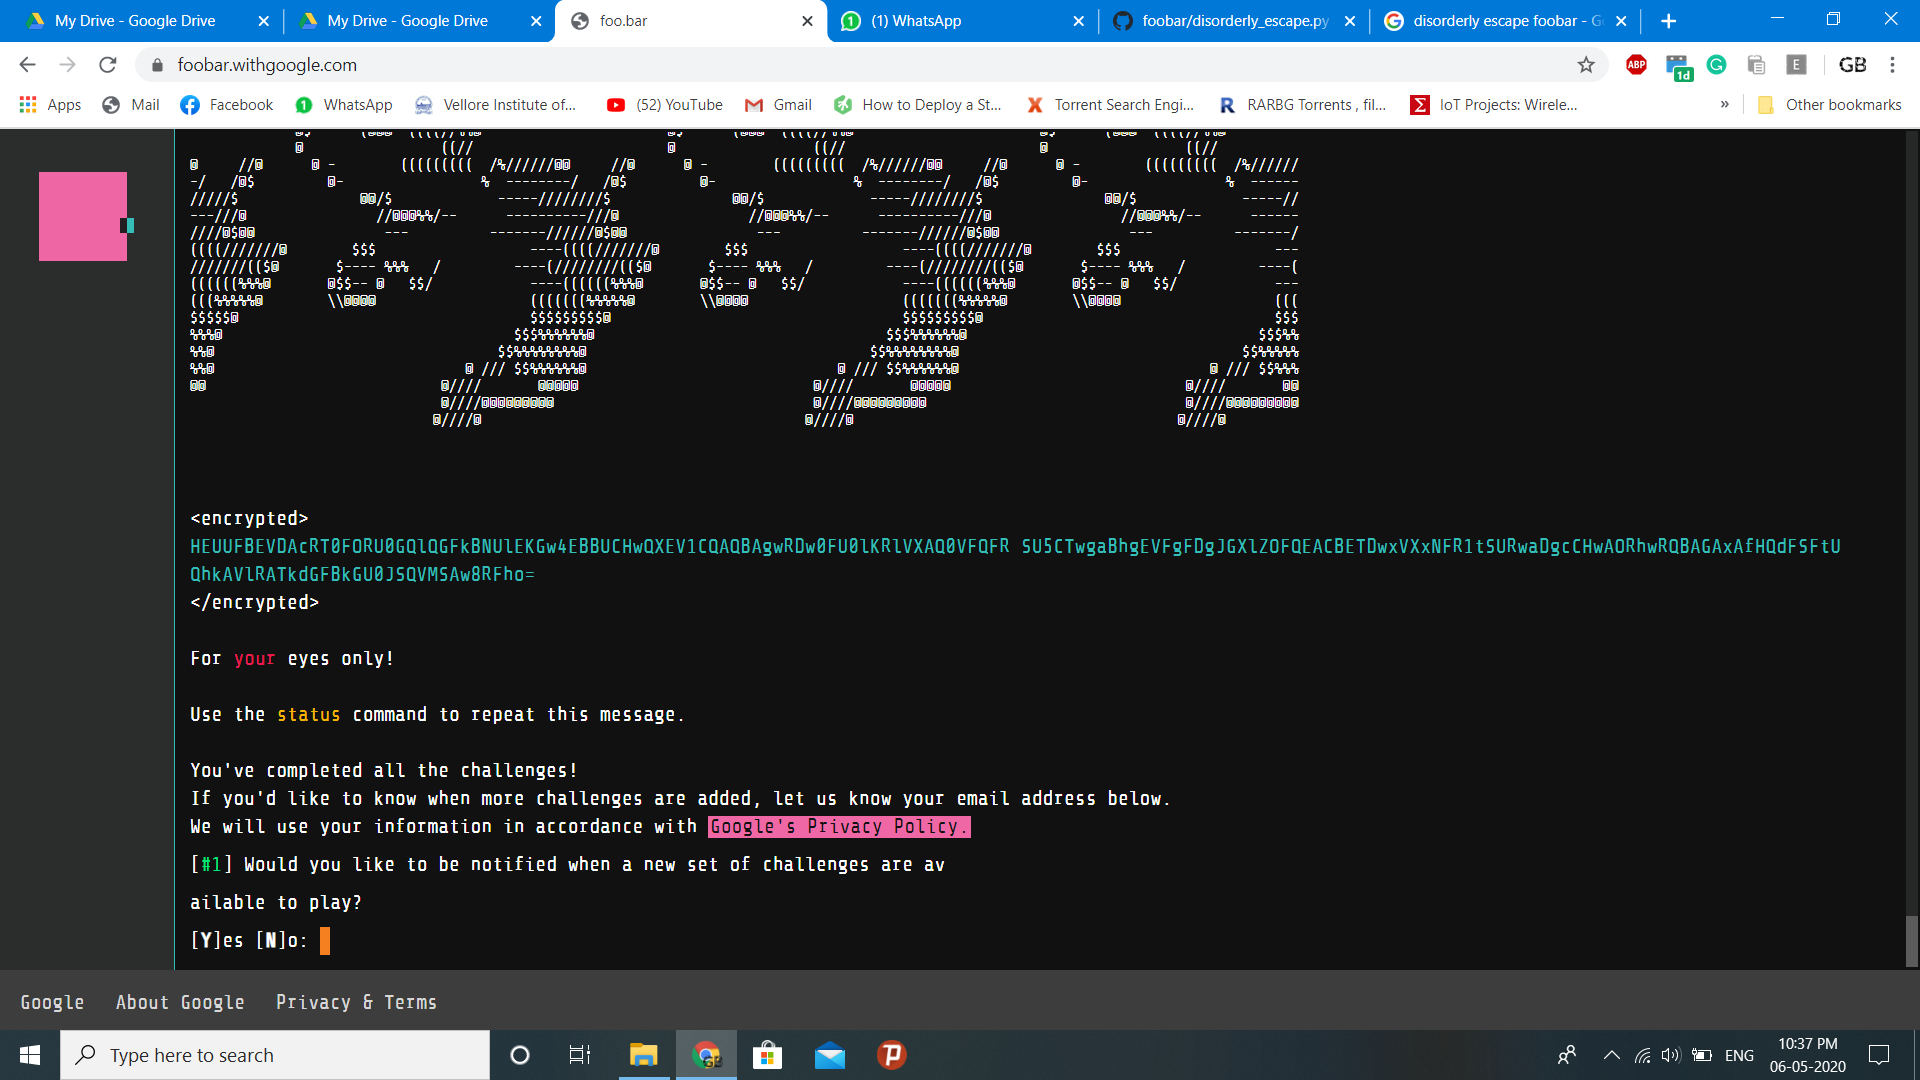 My Drive - Google Drive
My Drive - Google Drive
foo.bar
(1) WhatsApp
foobar/disorderly_escape.py
disorderly escape foobar - G
foobar.withgoogle.com
ABP
1d
E
GB
Apps
Mail
Facebook
WhatsApp
Vellore Institute of...
(52) YouTube
Gmail
How to Deploy a St...
Torrent Search Engi...
RARBG Torrents , fil...
IoT Projects: Wirele...
»
Other bookmarks
<encrypted>
HEUUFBEVDAcRT0FORU0GQlQGFkBNUlEKGw4EBBUCHwQXEV1CQAQBAgwRDw0FU0lKRlVXAQ0VFQFR SU5CTwgaBhgEVFgFDgJGXlZOFQEACBETDwxVXxNFR1tSURwaDgcCHwAORhwRQBAGAxAfHQdFSFtU
QhkAVlRATkdGFBkGU0JSQVMSAw8RFho=
</encrypted>
For your eyes only!
Use the status command to repeat this message.
You've completed all the challenges!
If you'd like to know when more challenges are added, let us know your email address below.
We will use your information in accordance with Google's Privacy Policy.
[#1] Would you like to be notified when a new set of challenges are av
ailable to play?
[Y]es [N]o:
Google About Google Privacy & Terms
Type here to search
ENG
10:37 PM
06-05-2020